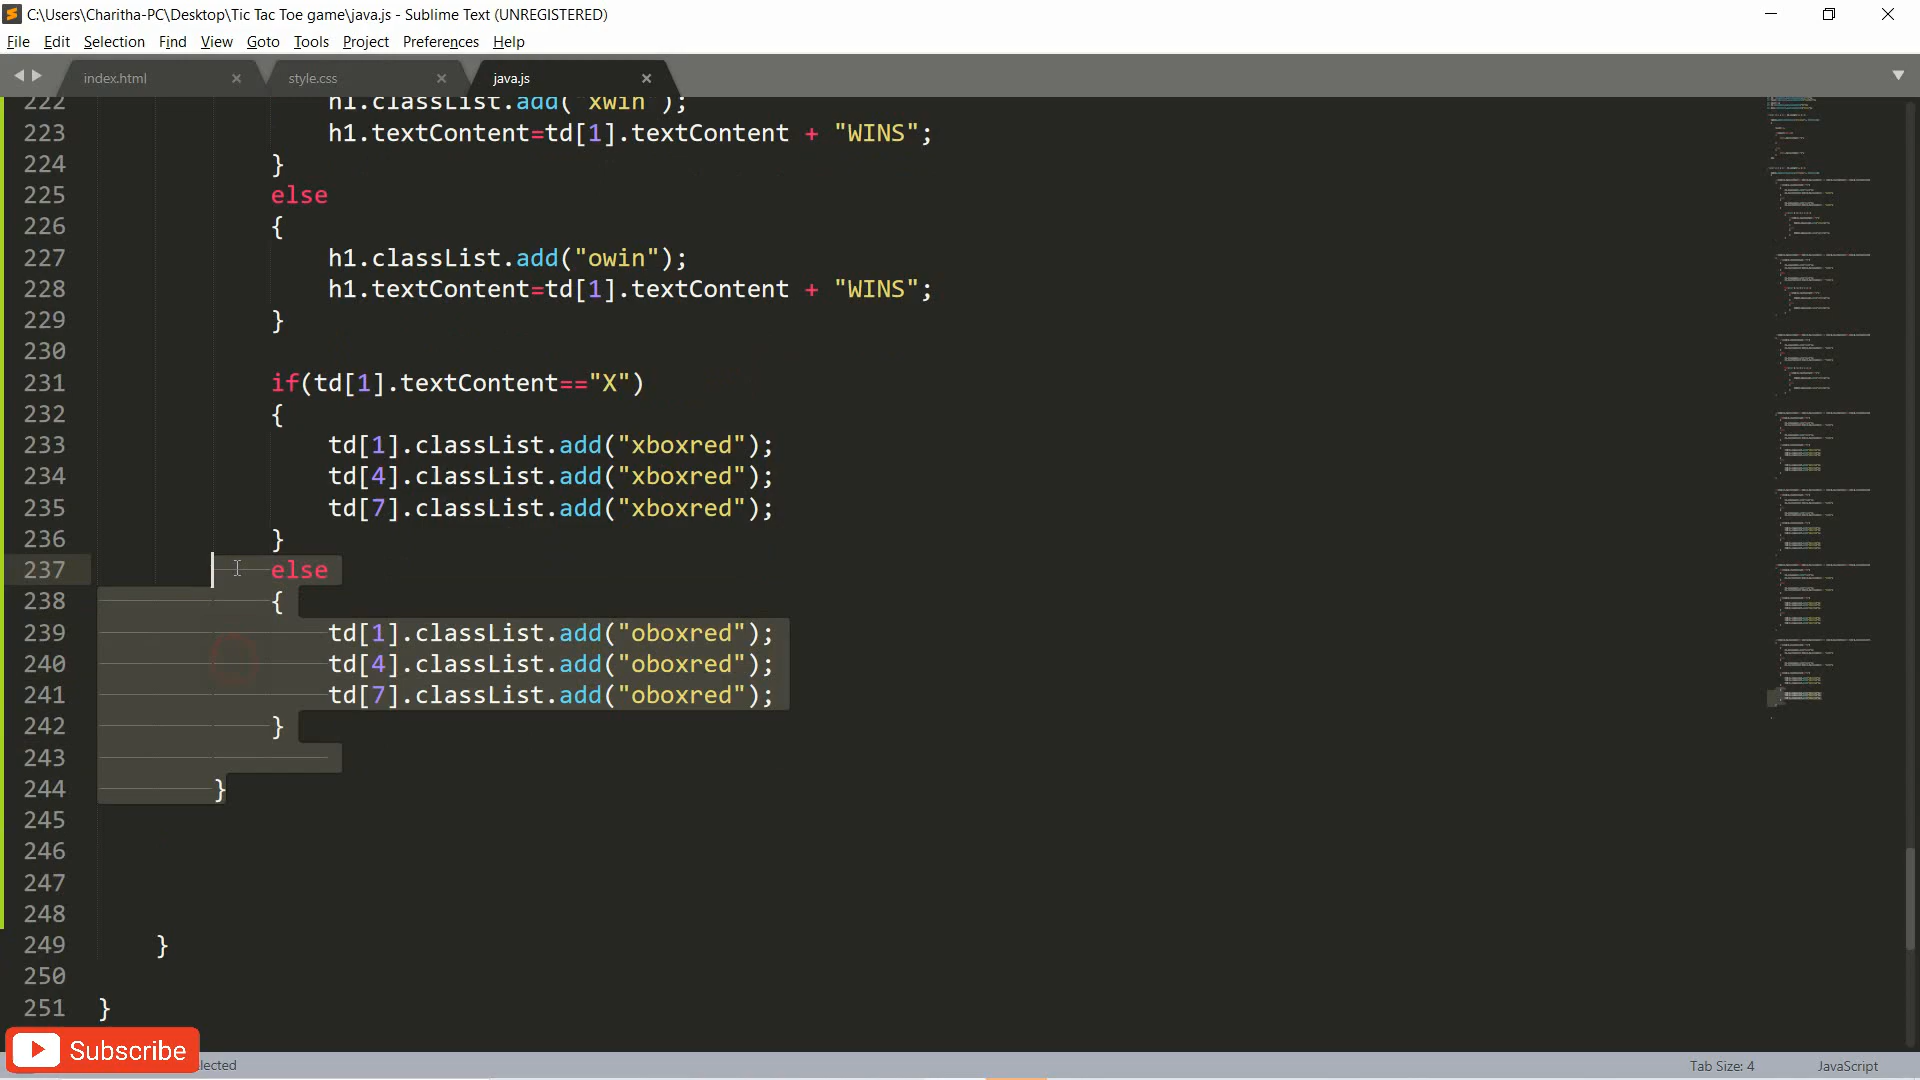 C:\Users\Charitha-PC\Desktop\Tic Tac Toe game\java.js - Sublime Text (UNREGISTERED)
File Edit Selection Find View Goto Tools Project Preferences Help
index.html × style.css × java.js ×
222 h1.classList.add("xwin");
223 h1.textContent=td[1].textContent + "WINS";
224 }
225 else
226 {
227 h1.classList.add("owin");
228 h1.textContent=td[1].textContent + "WINS";
229 }
230
231 if(td[1].textContent=="X")
232 {
233 td[1].classList.add("xboxred");
234 td[4].classList.add("xboxred");
235 td[7].classList.add("xboxred");
236 }
237 else
238 {
239 td[1].classList.add("oboxred");
240 td[4].classList.add("oboxred");
241 td[7].classList.add("oboxred");
242 }
243
244 }
245
246
247
248
249 }
250
251 }
Subscribe
elected Tab Size: 4 JavaScript